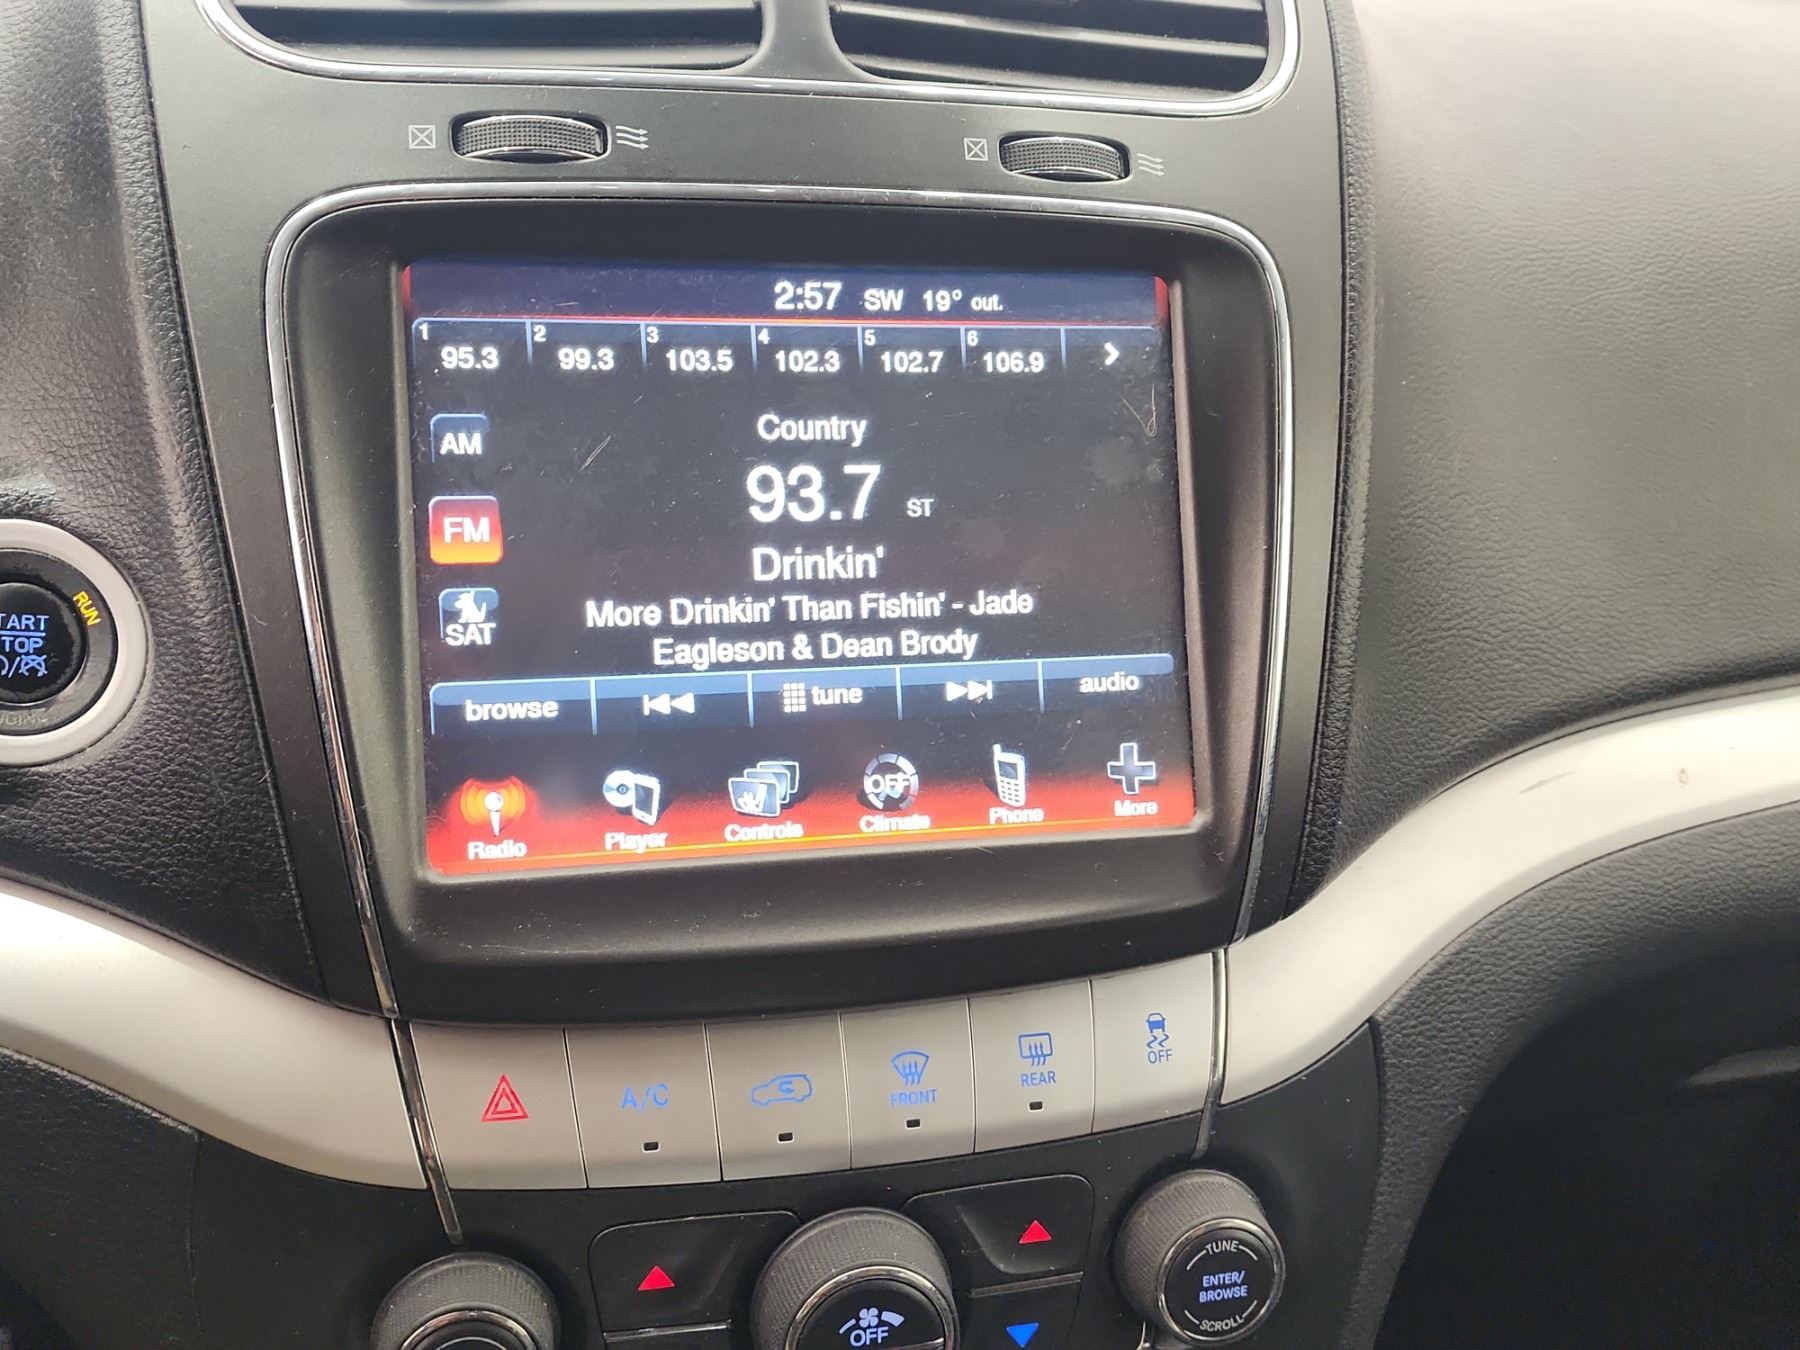 2:57 SW 19° out.
1 2 3 4 5 6
95.3 99.3 103.5 102.3 102.7 106.9
AM
Country
93.7 ST
FM
Drinkin'
SAT
More Drinkin' Than Fishin' - Jade
Eagleson & Dean Brody
browse tune audio
OFF
Radio Player Controls Climate Phone More
RUN
START
STOP
A/C
FRONT
REAR
OFF
OFF
TUNE
ENTER/
BROWSE
SCROLL